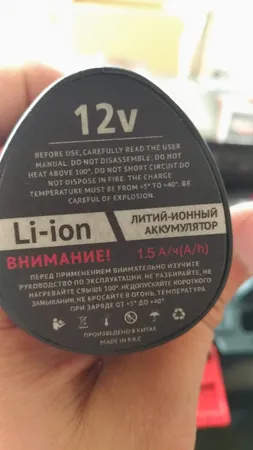 12v
BEFORE USE, CAREFULLY READ THE USER
MANUAL. DO NOT DISASSEMBLE; DO NOT
HEAT ABOVE 100°. DO NOT SHORT CIRCUIT DO
NOT DISPOSE IN FIRE. THE CHARGE
TEMPERATURE MUST BE FROM +5° TO +40°. BE
CAREFUL OF EXPLOSION.
Li-ion
ЛИТИЙ-ИОННЫЙ
АККУМУЛЯТОР
ВНИМАНИЕ! 1.5 А/ч(A/h)
ПЕРЕД ПРИМЕНЕНИЕМ ВНИМАТЕЛЬНО ИЗУЧИТЕ
РУКОВОДСТВО ПО ЭКСПЛУАТАЦИИ. НЕ РАЗБИРАЙТЕ, НЕ
НАГРЕВАЙТЕ СВЫШЕ 100°. НЕ ДОПУСКАЙТЕ КОРОТКОГО
ЗАМЫКАНИЯ, НЕ БРОСАЙТЕ В ОГОНЬ. ТЕМПЕРАТУРА
ПРИ ЗАРЯДЕ ОТ +5° ДО +40°
ПРОИЗВЕДЕНО В КИТАЕ
MADE IN P.R.C.